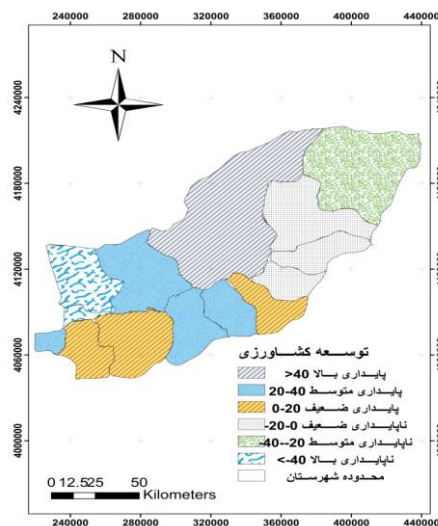 240000 280000 320000 360000 400000 440000
N
4240000
4180000
4120000
4060000
4000000
توسعه کشاورزی
پایداری بالا 40<
پایداری متوسط 40-20
پایداری ضعیف 20-0
ناپایداری ضعیف 0-20-
ناپایداری متوسط 20--40-
ناپایداری بالا 40->
محدوده شهرستان
0 12.5 25 50
Kilometers
240000 280000 320000 360000 400000 440000